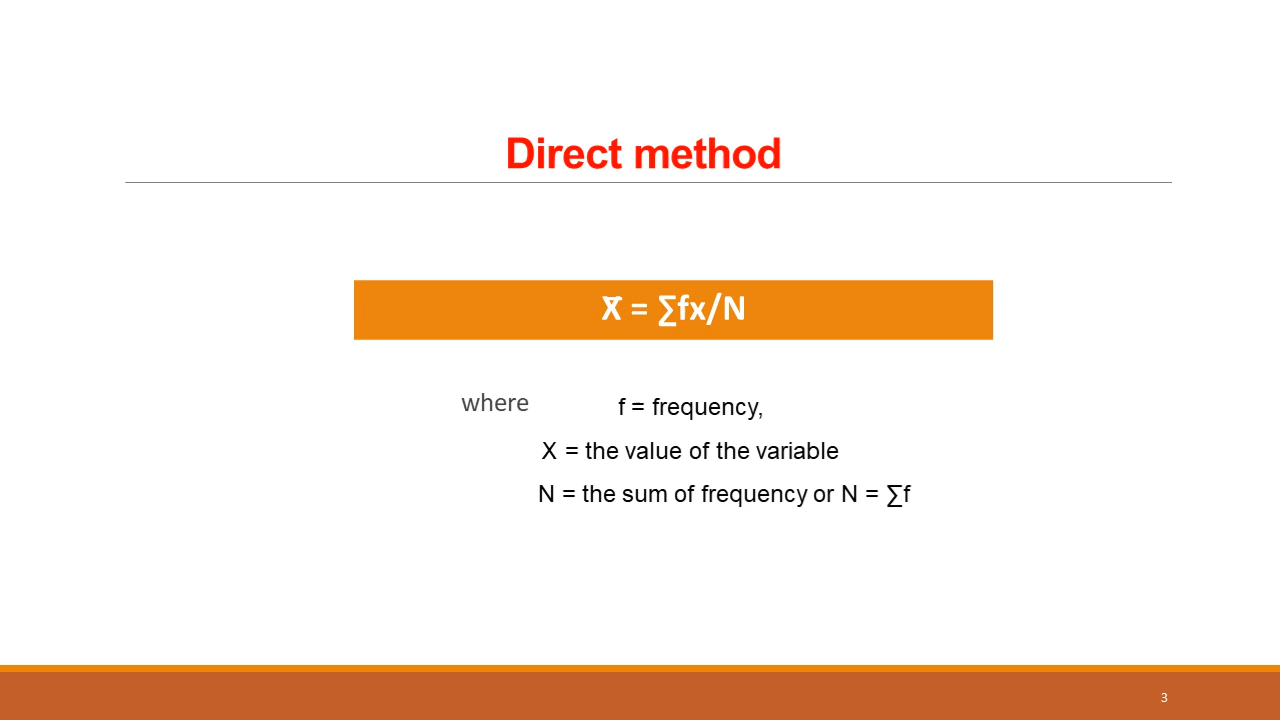 Direct method
X̄ = ∑fx/N
where f = frequency,
X = the value of the variable
N = the sum of frequency or N = ∑f
3